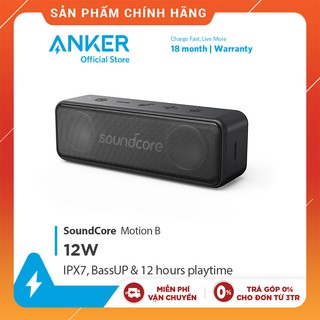 SẢN PHẨM CHÍNH HÃNG
ANKER
Official Store
Charge Fast, Live More
18 month | Warranty
soundcore
SoundCore Motion B
12W
IPX7, BassUP & 12 hours playtime
MIỄN PHÍ
VẬN CHUYỂN
0%
TRẢ GÓP 0%
CHO ĐƠN TỪ 3TR